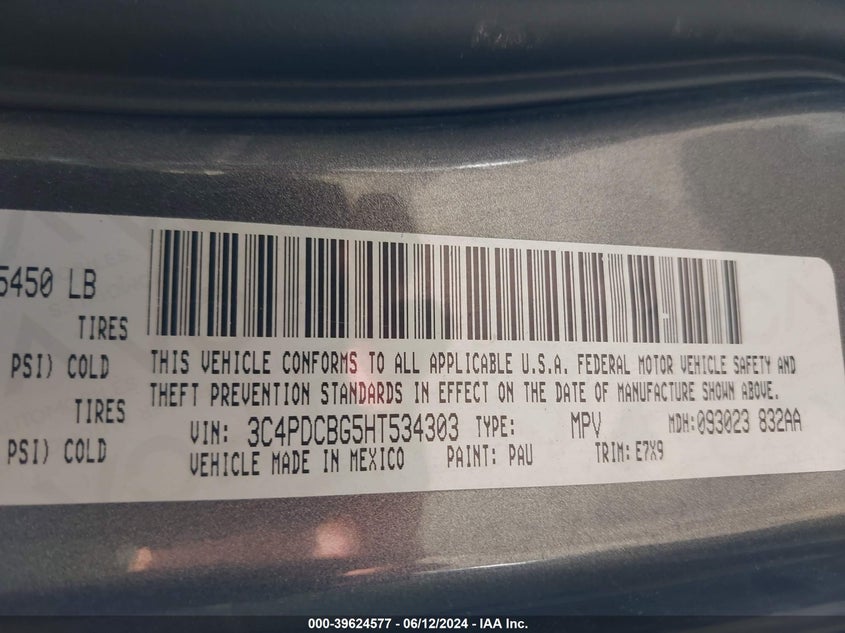 5450 LB
TIRES
PSI) COLD
TIRES
PSI) COLD
THIS VEHICLE CONFORMS TO ALL APPLICABLE U.S.A. FEDERAL MOTOR VEHICLE SAFETY AND
THEFT PREVENTION STANDARDS IN EFFECT ON THE DATE OF MANUFACTURE SHOWN ABOVE.
VIN: 3C4PDCBG5HT534303 TYPE: MPV MDH:093023 832AA
VEHICLE MADE IN MEXICO PAINT: PAU TRIM: E7X9
000-39624577 - 06/12/2024 - IAA Inc.